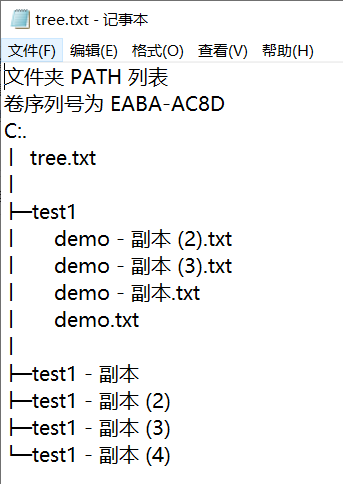 tree.txt - 记事本
文件(F) 编辑(E) 格式(O) 查看(V) 帮助(H)
文件夹 PATH 列表
卷序列号为 EABA-AC8D
C:.
│  tree.txt
│
├─test1
│      demo - 副本 (2).txt
│      demo - 副本 (3).txt
│      demo - 副本.txt
│      demo.txt
│
├─test1 - 副本
├─test1 - 副本 (2)
├─test1 - 副本 (3)
└─test1 - 副本 (4)